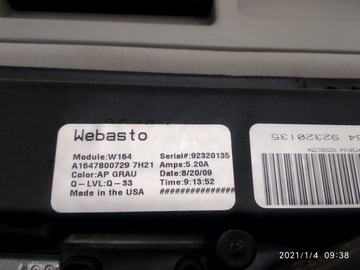 Webasto
Module:W164 Serial#:92320135
A1647800729 7H21 Amps:5.20A
Color:AP GRAU Date:8/20/09
Q-LVL:Q-33 Time:9:13:52
Made in the USA ################
34 92320135
2021/1/4 09:38